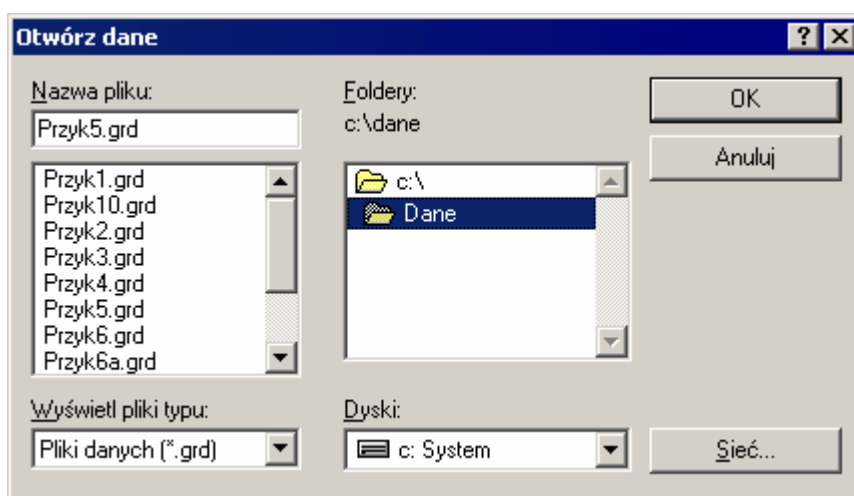 Otwórz dane
Nazwa pliku:
Przyk5.grd
Przyk1.grd
Przyk10.grd
Przyk2.grd
Przyk3.grd
Przyk4.grd
Przyk5.grd
Przyk6.grd
Przyk6a.grd
Wyświetl pliki typu:
Pliki danych (*.grd)
Foldery:
c:\dane
c:\
Dane
Dyski:
c: System
OK
Anuluj
Sieć...